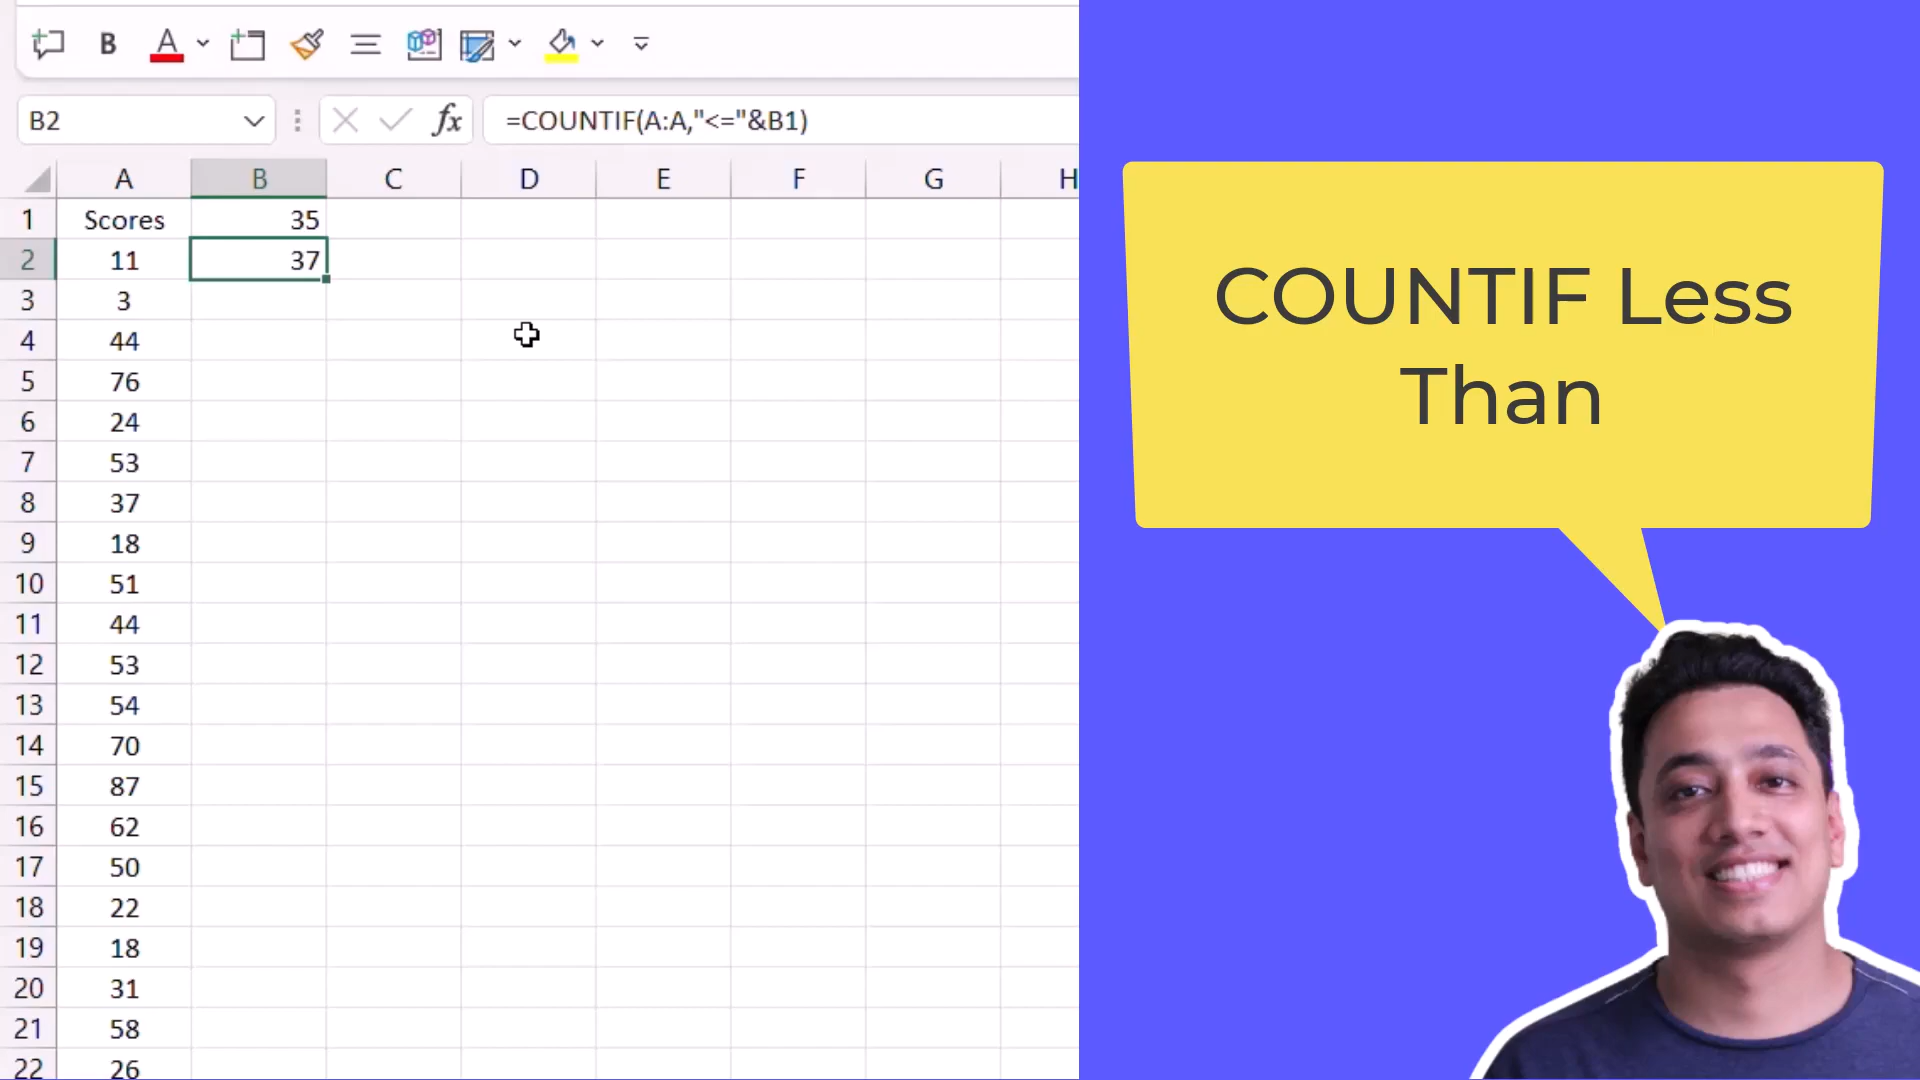 B A
B2 fx =COUNTIF(A:A,"<="&B1)
A B C D E F G H
1 Scores 35
2 11 37
3 3
4 44
5 76
6 24
7 53
8 37
9 18
10 51
11 44
12 53
13 54
14 70
15 87
16 62
17 50
18 22
19 18
20 31
21 58
22 26
COUNTIF Less
Than